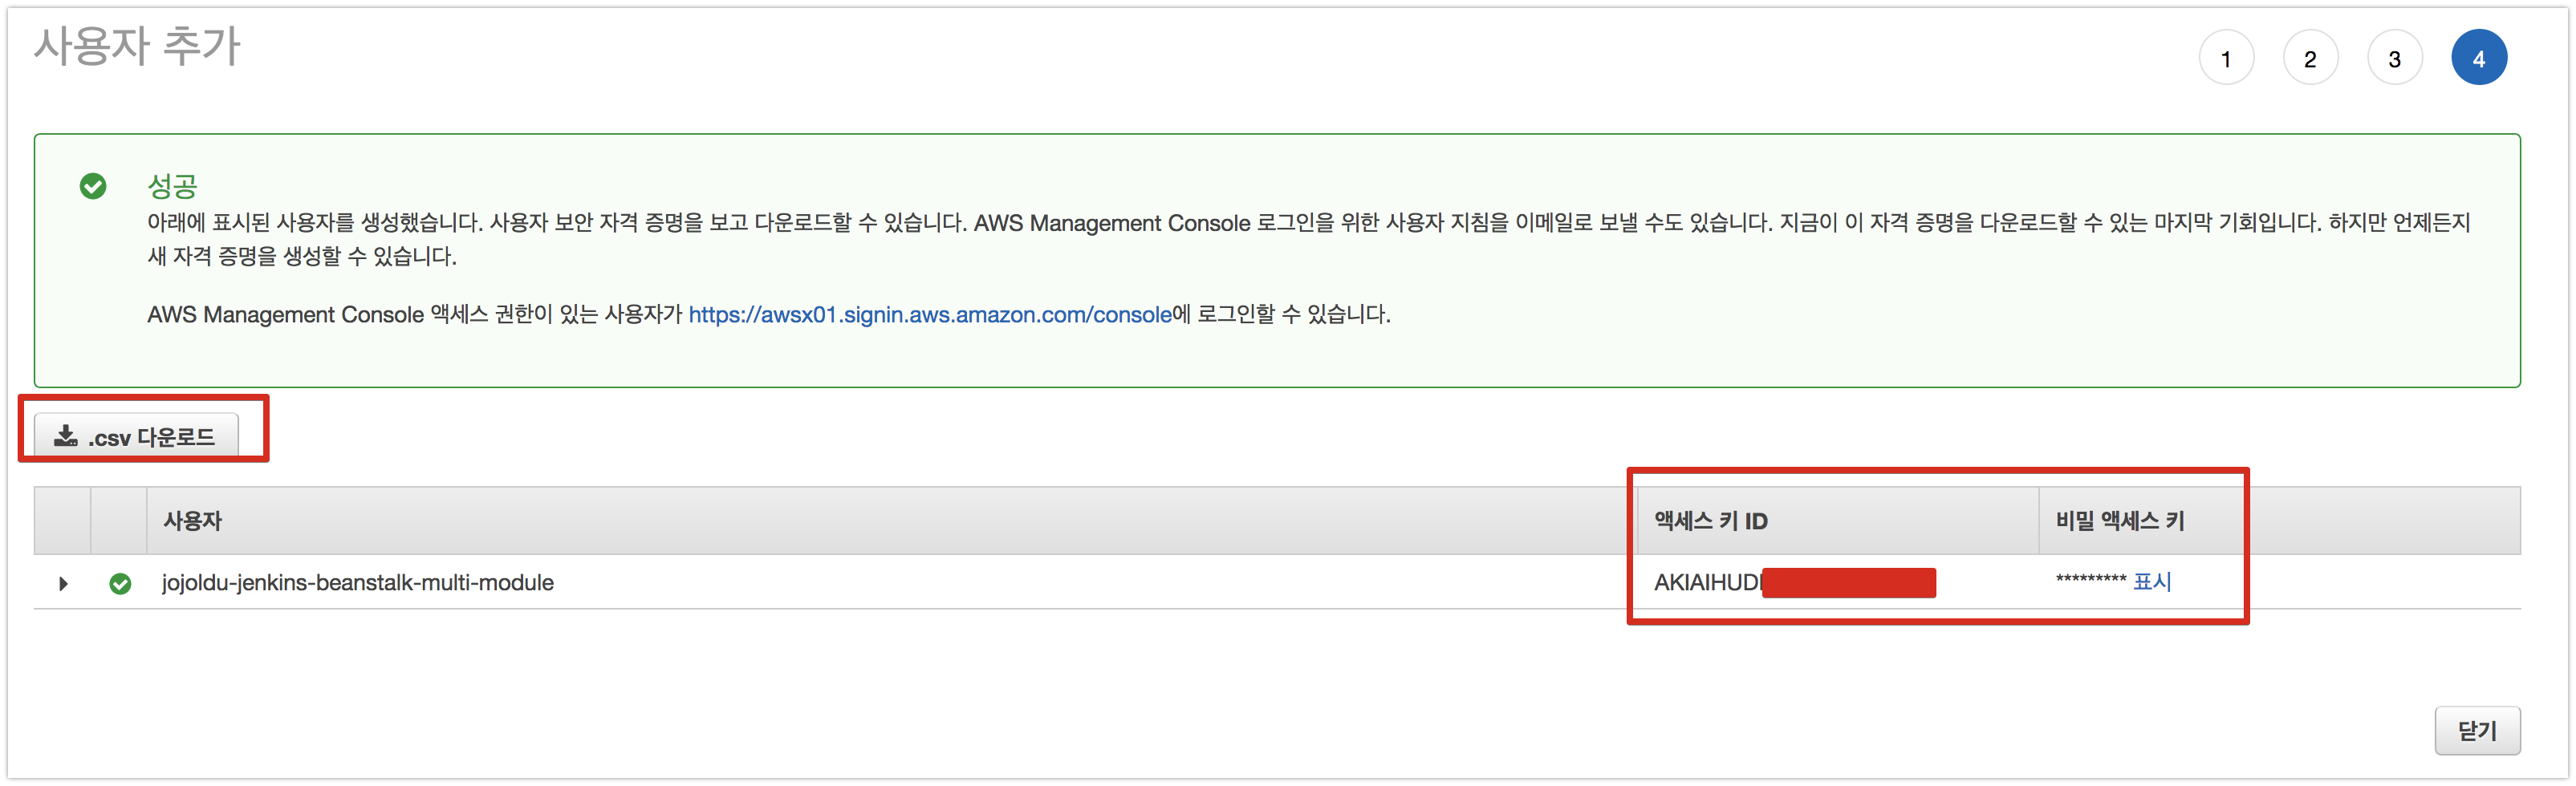 사용자 추가
1 2 3 4
성공
아래에 표시된 사용자를 생성했습니다. 사용자 보안 자격 증명을 보고 다운로드할 수 있습니다. AWS Management Console 로그인을 위한 사용자 지침을 이메일로 보낼 수도 있습니다. 지금이 이 자격 증명을 다운로드할 수 있는 마지막 기회입니다. 하지만 언제든지
새 자격 증명을 생성할 수 있습니다.
AWS Management Console 액세스 권한이 있는 사용자가 https://awsx01.signin.aws.amazon.com/console에 로그인할 수 있습니다.
.csv 다운로드
사용자 액세스 키 ID 비밀 액세스 키
jojoldu-jenkins-beanstalk-multi-module AKIAIHUD ********* 표시
닫기